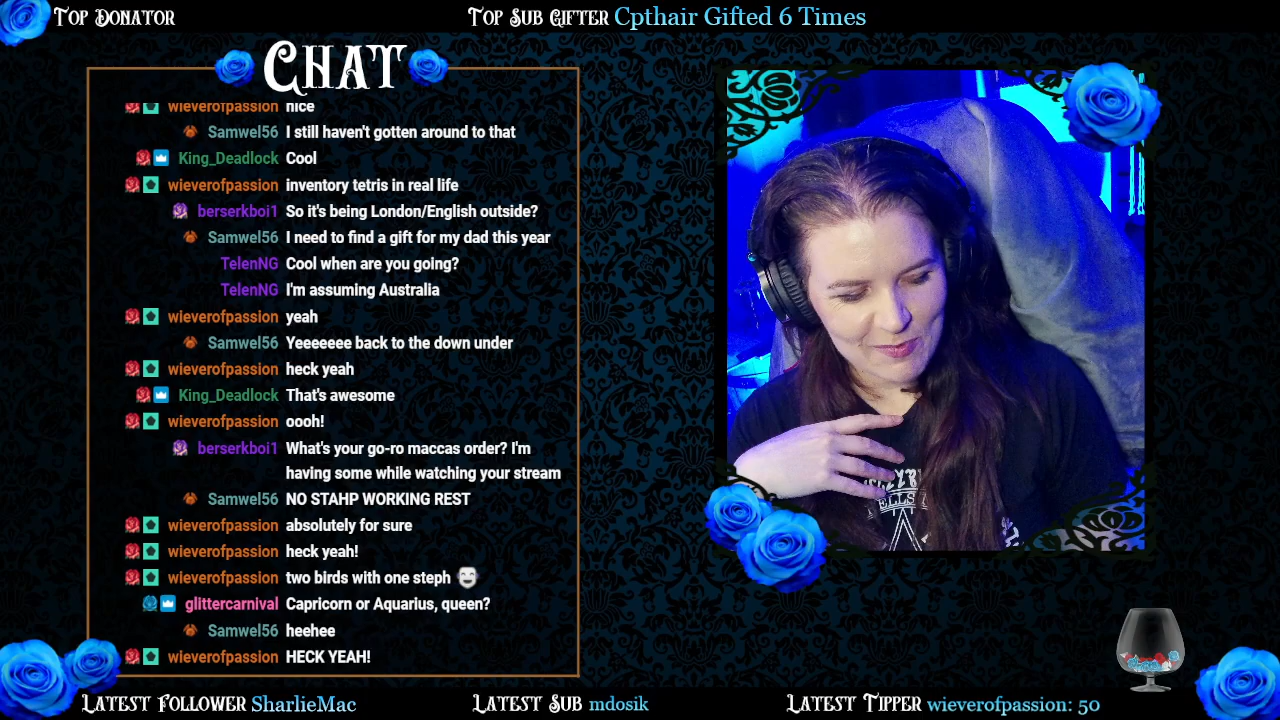 Top Donator
Top Sub Gifter Cpthair Gifted 6 Times
Chat
wieverofpassion nice
Samwel56 I still haven't gotten around to that
King_Deadlock Cool
wieverofpassion inventory tetris in real life
berserkboi1 So it's being London/English outside?
Samwel56 I need to find a gift for my dad this year
TelenNG Cool when are you going?
TelenNG I'm assuming Australia
wieverofpassion yeah
Samwel56 Yeeeeeee back to the down under
wieverofpassion heck yeah
King_Deadlock That's awesome
wieverofpassion oooh!
berserkboi1 What's your go-ro maccas order? I'm
having some while watching your stream
Samwel56 NO STAHP WORKING REST
wieverofpassion absolutely for sure
wieverofpassion heck yeah!
wieverofpassion two birds with one steph
glittercarnival Capricorn or Aquarius, queen?
Samwel56 heehee
wieverofpassion HECK YEAH!
ELLS
Latest Follower SharlieMac
Latest Sub mdosik
Latest Tipper wieverofpassion: 50